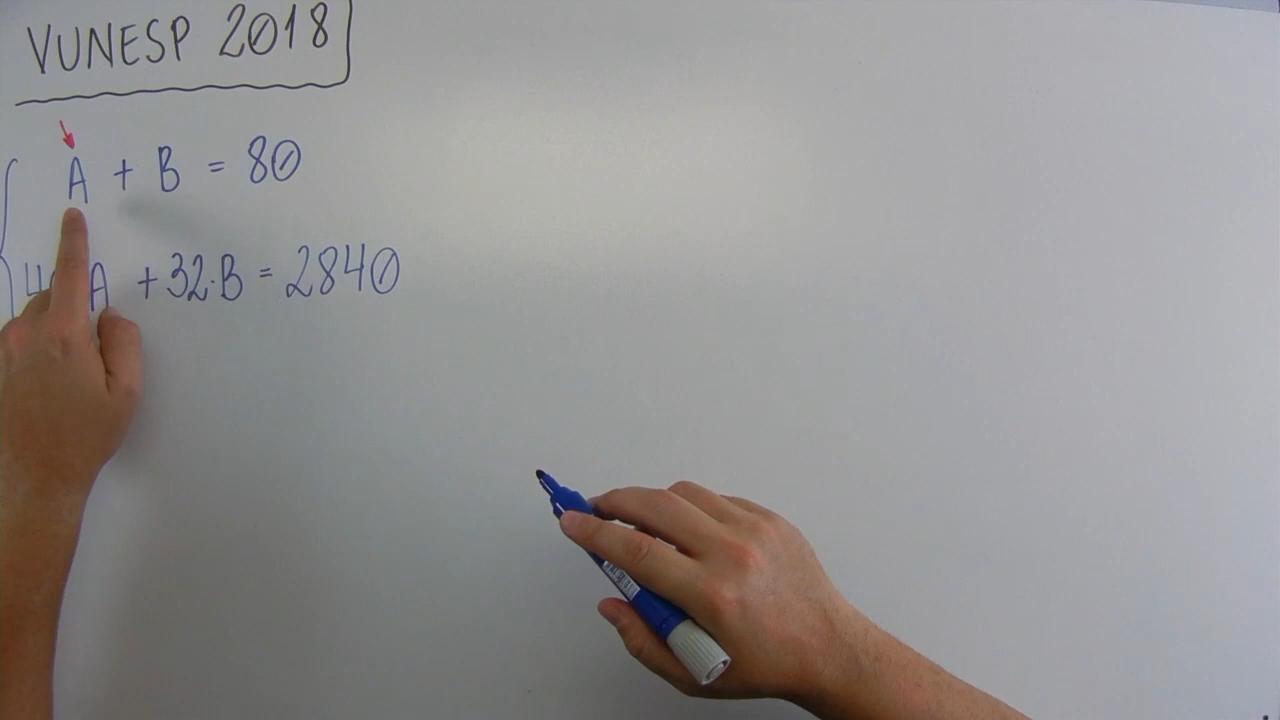 VUNESP 2018
A + B = 80
A + 32·B = 2840